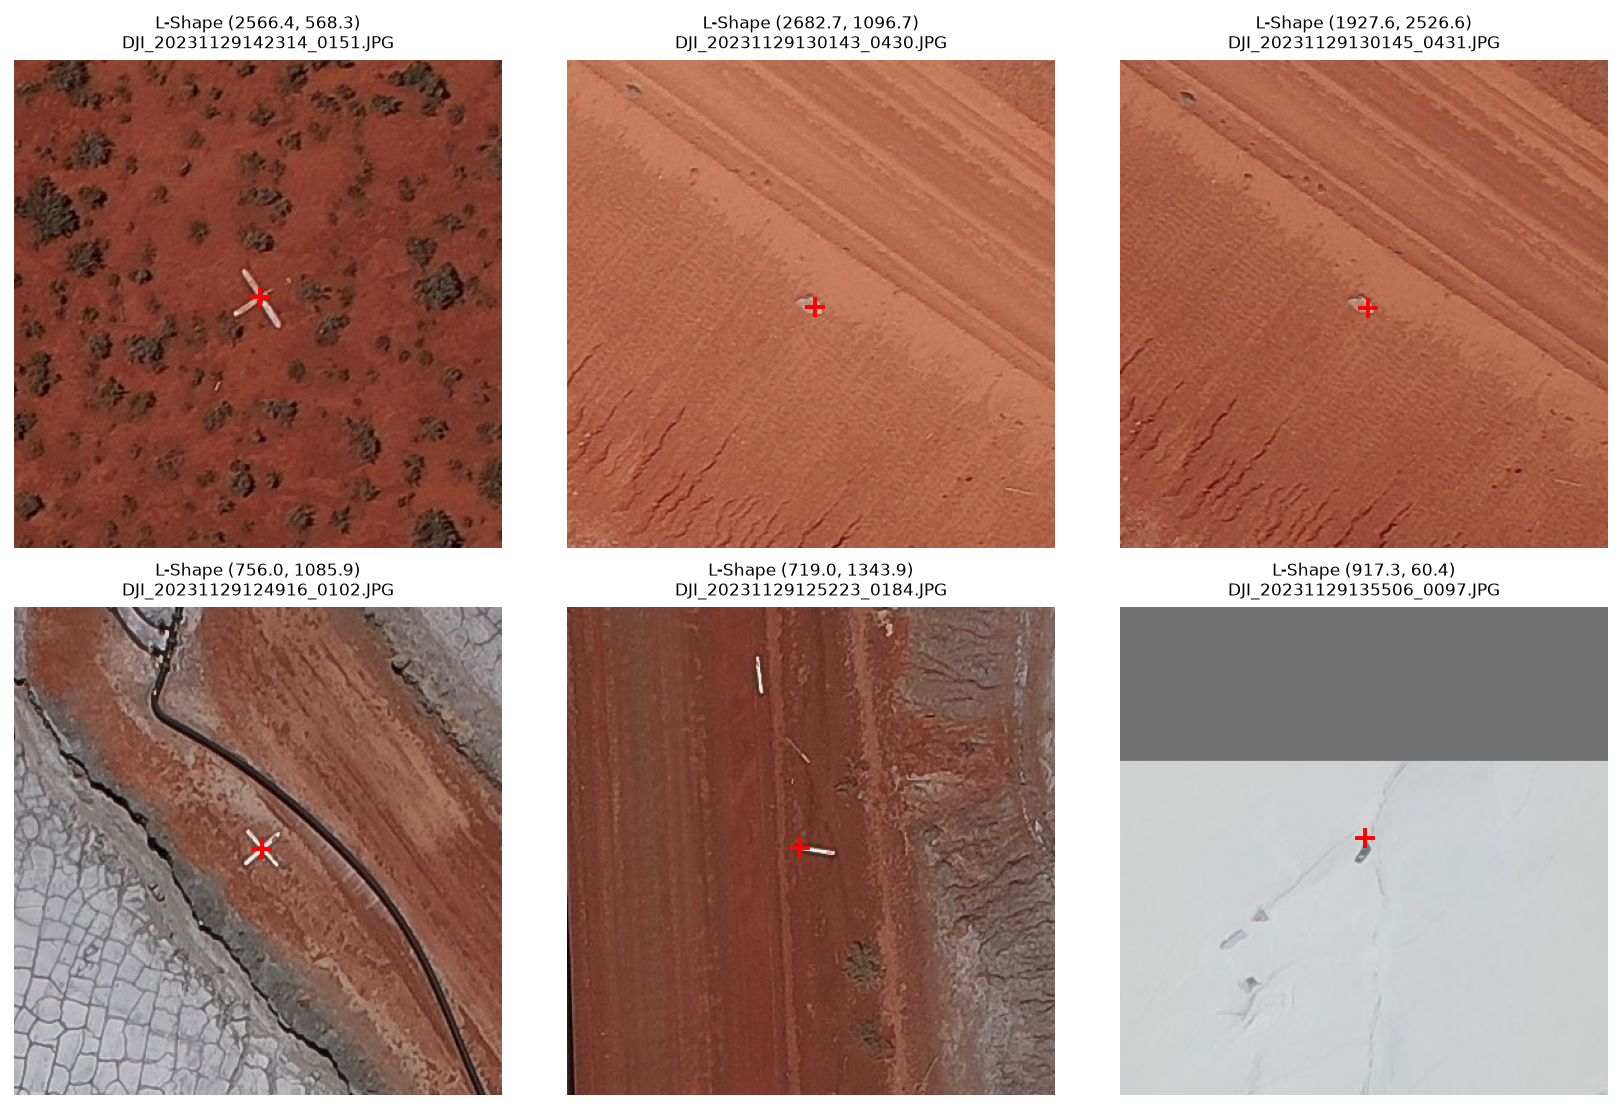 L-Shape (2566.4, 568.3)
DJI_20231129142314_0151.JPG
L-Shape (2682.7, 1096.7)
DJI_20231129130143_0430.JPG
L-Shape (1927.6, 2526.6)
DJI_20231129130145_0431.JPG
L-Shape (756.0, 1085.9)
DJI_20231129124916_0102.JPG
L-Shape (719.0, 1343.9)
DJI_20231129125223_0184.JPG
L-Shape (917.3, 60.4)
DJI_20231129135506_0097.JPG